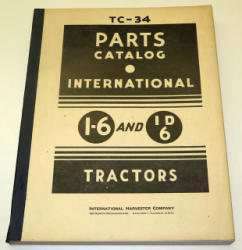 TC-34
PARTS
CATALOG
INTERNATIONAL
I-6 AND ID 6
TRACTORS
INTERNATIONAL HARVESTER COMPANY